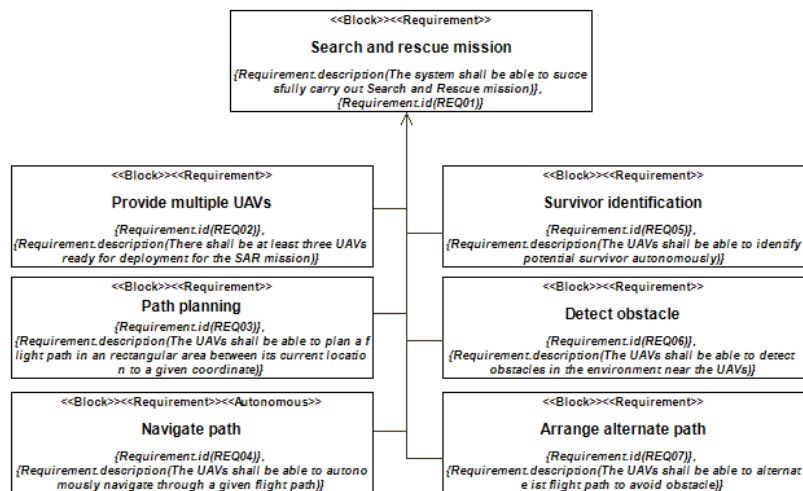 <<Block>><<Requirement>>
Search and rescue mission
{Requirement.description(The system shall be able to succe
sfully carry out Search and Rescue mission)},
{Requirement.id(REQ01)}
<<Block>><<Requirement>>
Provide multiple UAVs
{Requirement.id(REQ02)},
{Requirement.description(There shall be at least three UAVs
ready for deployment for the SAR mission)}
<<Block>><<Requirement>>
Survivor identification
{Requirement.id(REQ05)},
{Requirement.description(The UAVs shall be able to identify
potential survivor autonomously)}
<<Block>><<Requirement>>
Path planning
{Requirement.id(REQ03)},
{Requirement.description(The UAVs shall be able to plan a f
light path in an rectangular area between its current locatio
n to a given coordinate)}
<<Block>><<Requirement>>
Detect obstacle
{Requirement.id(REQ06)},
{Requirement.description(The UAVs shall be able to detect
obstacles in the environment near the UAVs)}
<<Block>><<Requirement>><<Autonomous>>
Navigate path
{Requirement.id(REQ04)},
{Requirement.description(The UAVs shall be able to autono
mously navigate through a given flight path)}
<<Block>><<Requirement>>
Arrange alternate path
{Requirement.id(REQ07)},
{Requirement.description(The UAVs shall be able to alternat
e ist flight path to avoid obstacle)}